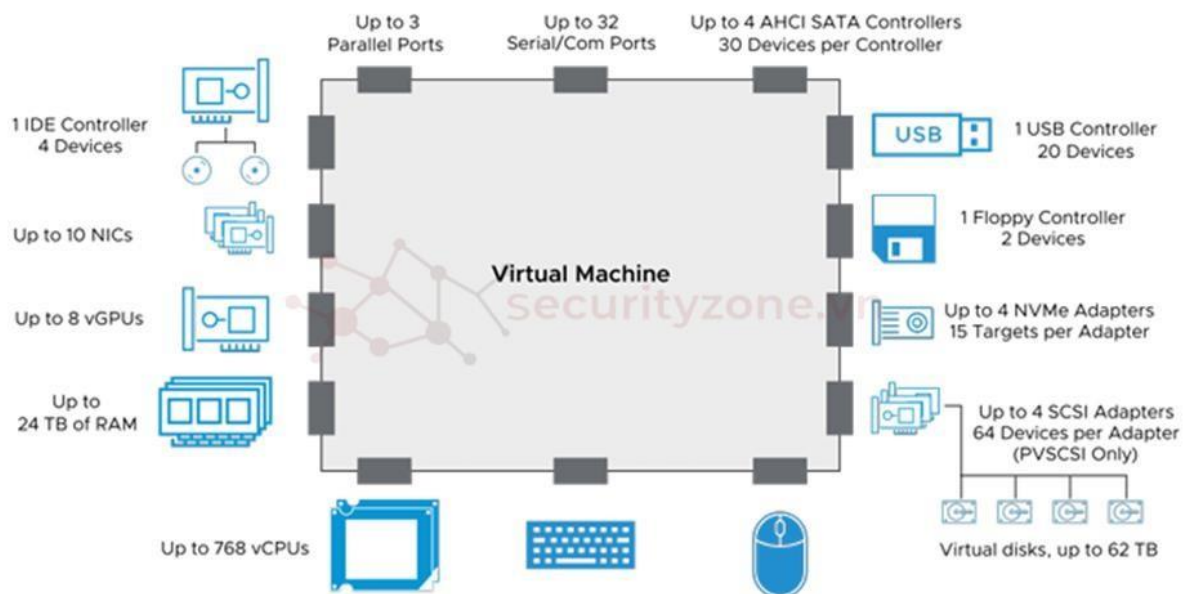 Up to 3
Parallel Ports
Up to 32
Serial/Com Ports
Up to 4 AHCI SATA Controllers
30 Devices per Controller
1 IDE Controller
4 Devices
USB
1 USB Controller
20 Devices
Up to 10 NICs
1 Floppy Controller
2 Devices
Virtual Machine
securityzone.vn
Up to 8 vGPUs
Up to 4 NVMe Adapters
15 Targets per Adapter
Up to
24 TB of RAM
Up to 4 SCSI Adapters
64 Devices per Adapter
(PVSCSI Only)
Up to 768 vCPUs
Virtual disks, up to 62 TB